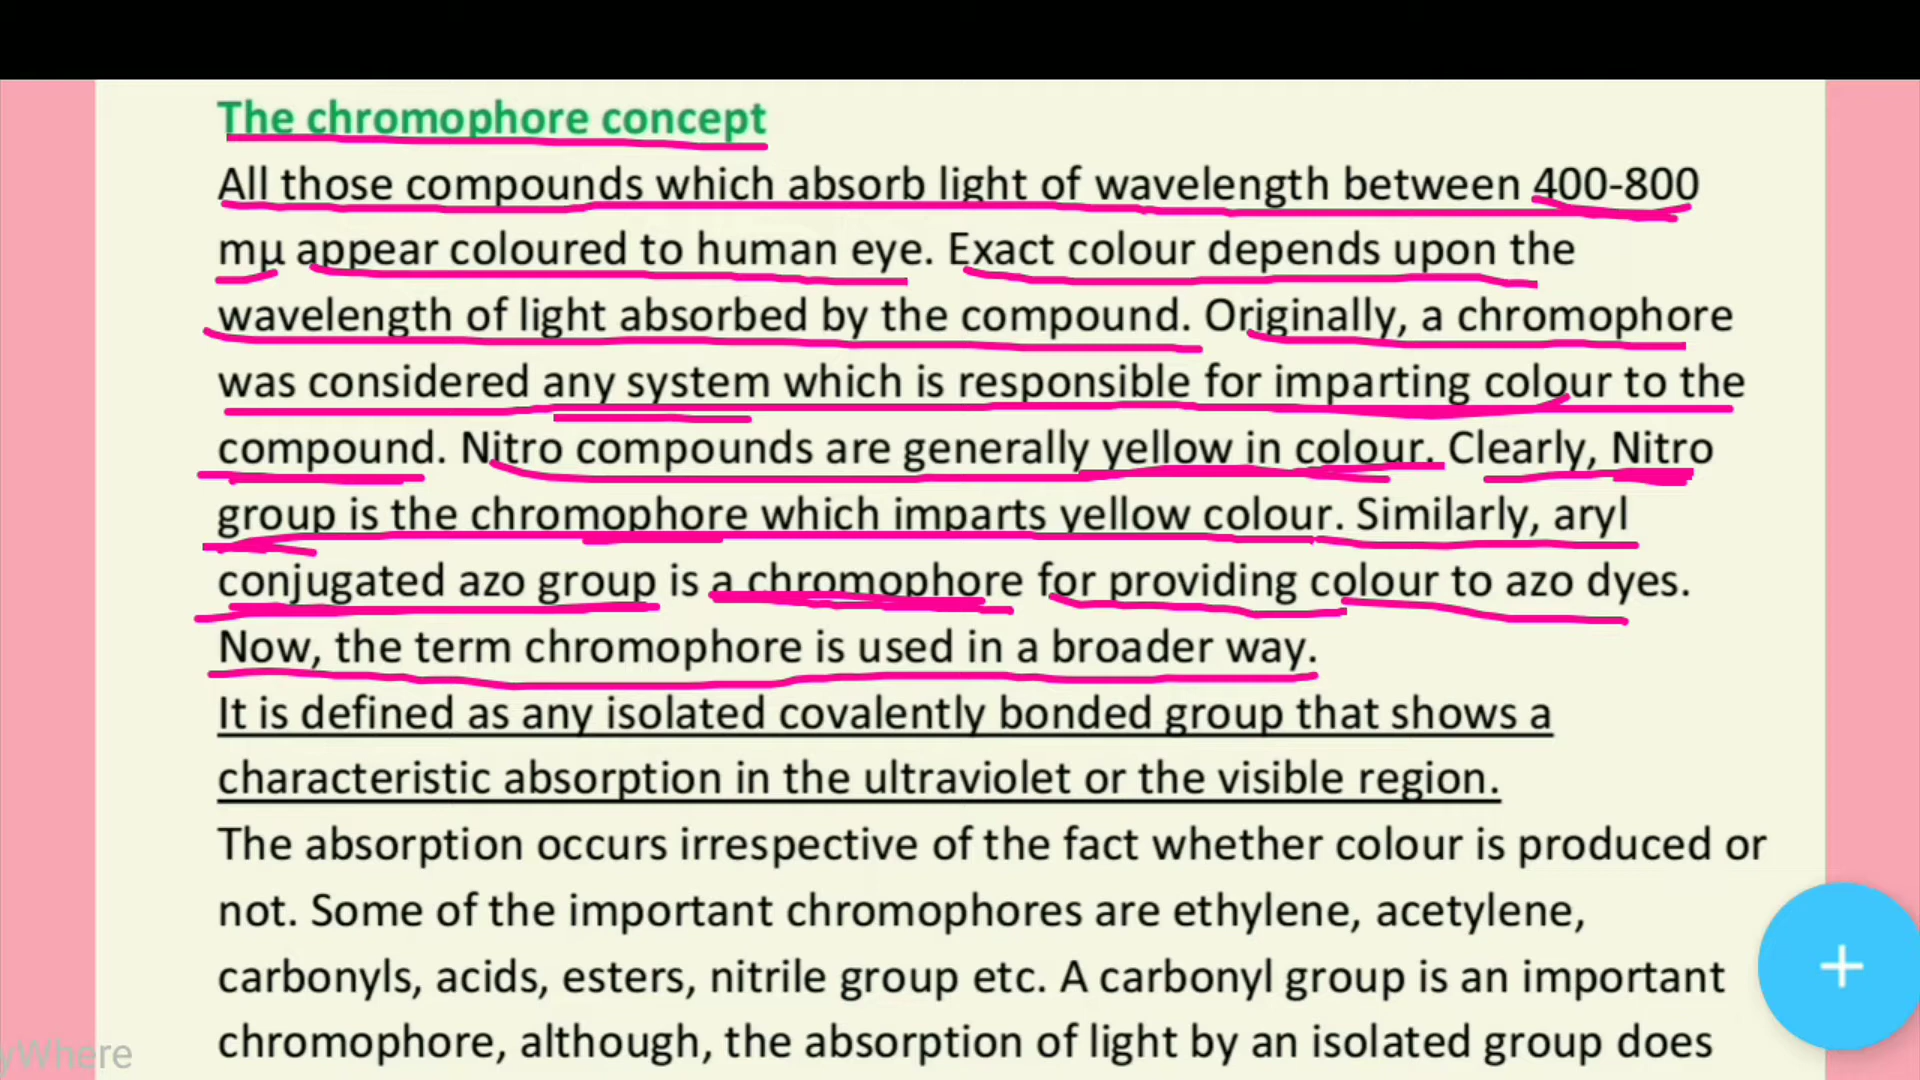 The chromophore concept
All those compounds which absorb light of wavelength between 400-800
mμ appear coloured to human eye. Exact colour depends upon the
wavelength of light absorbed by the compound. Originally, a chromophore
was considered any system which is responsible for imparting colour to the
compound. Nitro compounds are generally yellow in colour. Clearly, Nitro
group is the chromophore which imparts yellow colour. Similarly, aryl
conjugated azo group is a chromophore for providing colour to azo dyes.
Now, the term chromophore is used in a broader way.
It is defined as any isolated covalently bonded group that shows a
characteristic absorption in the ultraviolet or the visible region.
The absorption occurs irrespective of the fact whether colour is produced or
not. Some of the important chromophores are ethylene, acetylene,
carbonyls, acids, esters, nitrile group etc. A carbonyl group is an important
chromophore, although, the absorption of light by an isolated group does
yWhere